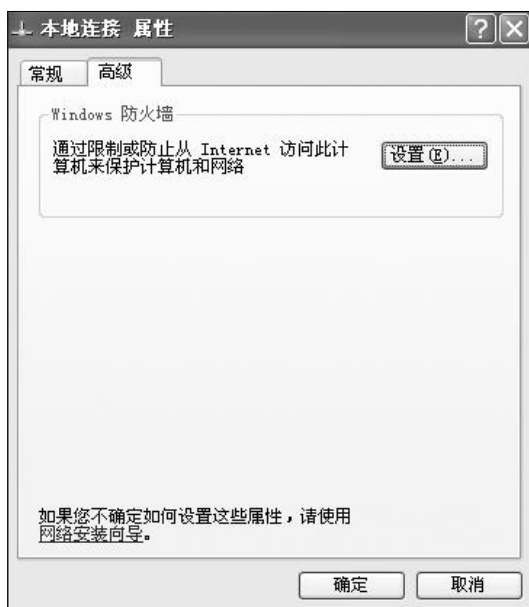 本地连接 属性
常规
高级
Windows 防火墙
通过限制或防止从 Internet 访问此计
算机来保护计算机和网络
设置(E)...
如果您不确定如何设置这些属性，请使用
网络安装向导。
确定
取消